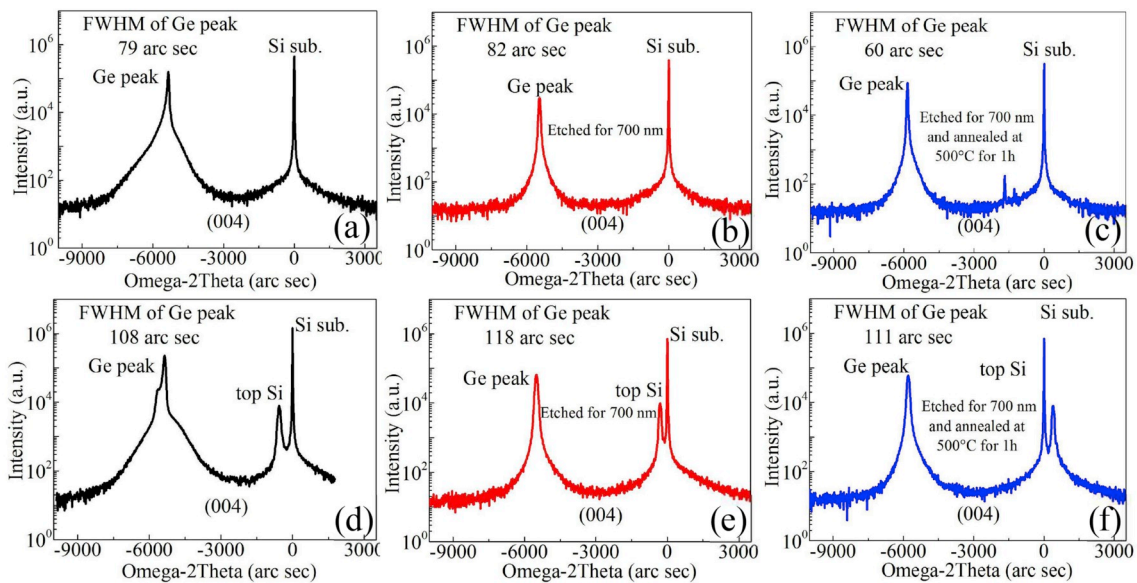 FWHM of Ge peak
79 arc sec
Si sub.
Ge peak
(004)
(a)
Intensity (a.u.)
10^6
10^4
10^2
10^0
-9000 -6000 -3000 0 3000
Omega-2Theta (arc sec)
FWHM of Ge peak
82 arc sec
Si sub.
Ge peak
Etched for 700 nm
(004)
(b)
Intensity (a.u.)
10^6
10^4
10^2
10^0
-9000 -6000 -3000 0 3000
Omega-2Theta (arc sec)
FWHM of Ge peak
60 arc sec
Si sub.
Ge peak
Etched for 700 nm
and annealed at
500°C for 1h
(004)
(c)
Intensity (a.u.)
10^6
10^4
10^2
10^0
-9000 -6000 -3000 0 3000
Omega-2Theta (arc sec)
FWHM of Ge peak
108 arc sec
Si sub.
Ge peak
top Si
(004)
(d)
Intensity (a.u.)
10^6
10^4
10^2
10^0
-9000 -6000 -3000 0 3000
Omega-2Theta (arc sec)
FWHM of Ge peak
118 arc sec
Si sub.
Ge peak
top Si
Etched for 700 nm
(004)
(e)
Intensity (a.u.)
10^6
10^4
10^2
10^0
-9000 -6000 -3000 0 3000
Omega-2Theta (arc sec)
FWHM of Ge peak
111 arc sec
Si sub.
Ge peak
top Si
Etched for 700 nm
and annealed at
500°C for 1h
(004)
(f)
Intensity (a.u.)
10^6
10^4
10^2
10^0
-9000 -6000 -3000 0 3000
Omega-2Theta (arc sec)